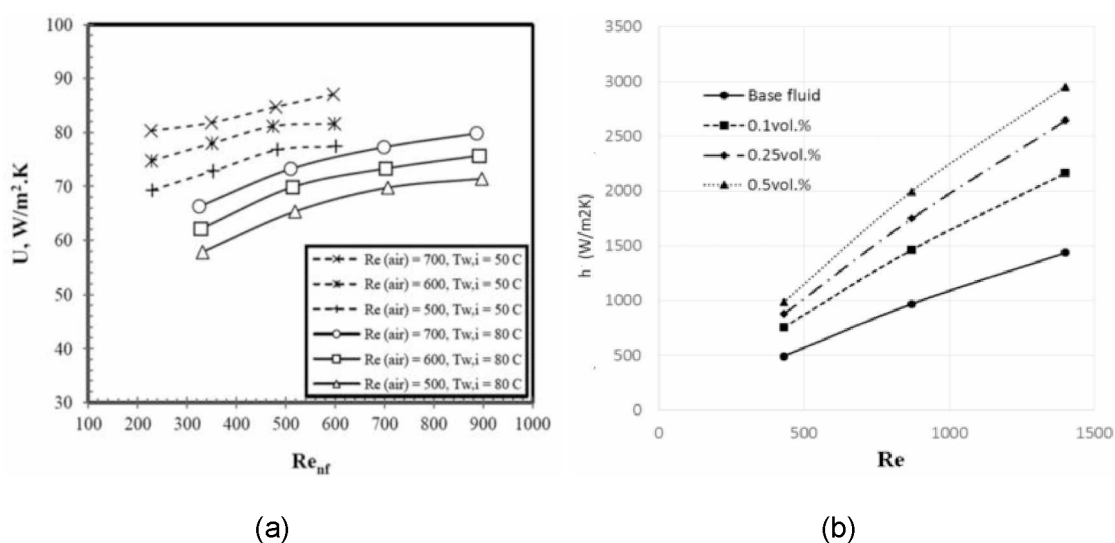 100
90
80
70
60
50
40
30
U, W/m².K
Re (air) = 700, Tw,i = 50 C
Re (air) = 600, Tw,i = 50 C
Re (air) = 500, Tw,i = 50 C
Re (air) = 700, Tw,i = 80 C
Re (air) = 600, Tw,i = 80 C
Re (air) = 500, Tw,i = 80 C
100 200 300 400 500 600 700 800 900 1000
Re_nf
(a)
3500
3000
2500
2000
1500
1000
500
0
h (W/m2K)
Base fluid
0.1vol.%
0.25vol.%
0.5vol.%
0 500 1000 1500
Re
(b)